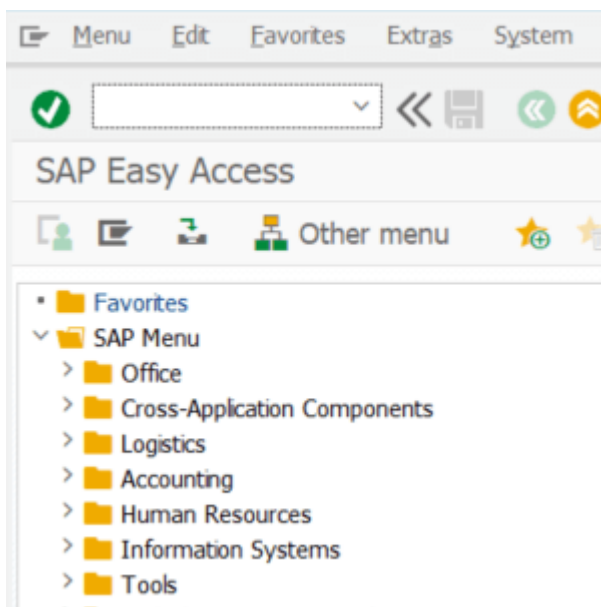 Menu Edit Favorites Extras System
SAP Easy Access
Other menu
Favorites
SAP Menu
Office
Cross-Application Components
Logistics
Accounting
Human Resources
Information Systems
Tools